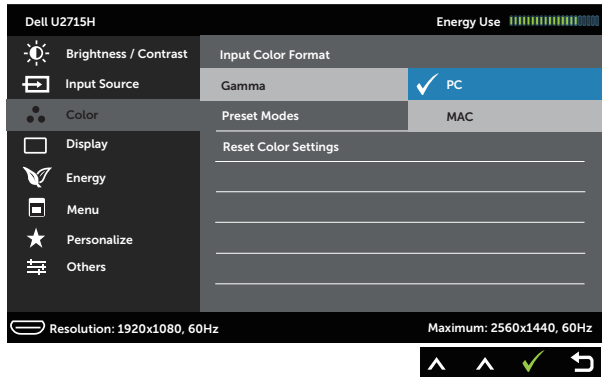 Dell U2715H Energy Use
Brightness / Contrast Input Color Format
Input Source Gamma PC
Color Preset Modes MAC
Display Reset Color Settings
Energy
Menu
Personalize
Others
Resolution: 1920x1080, 60Hz Maximum: 2560x1440, 60Hz